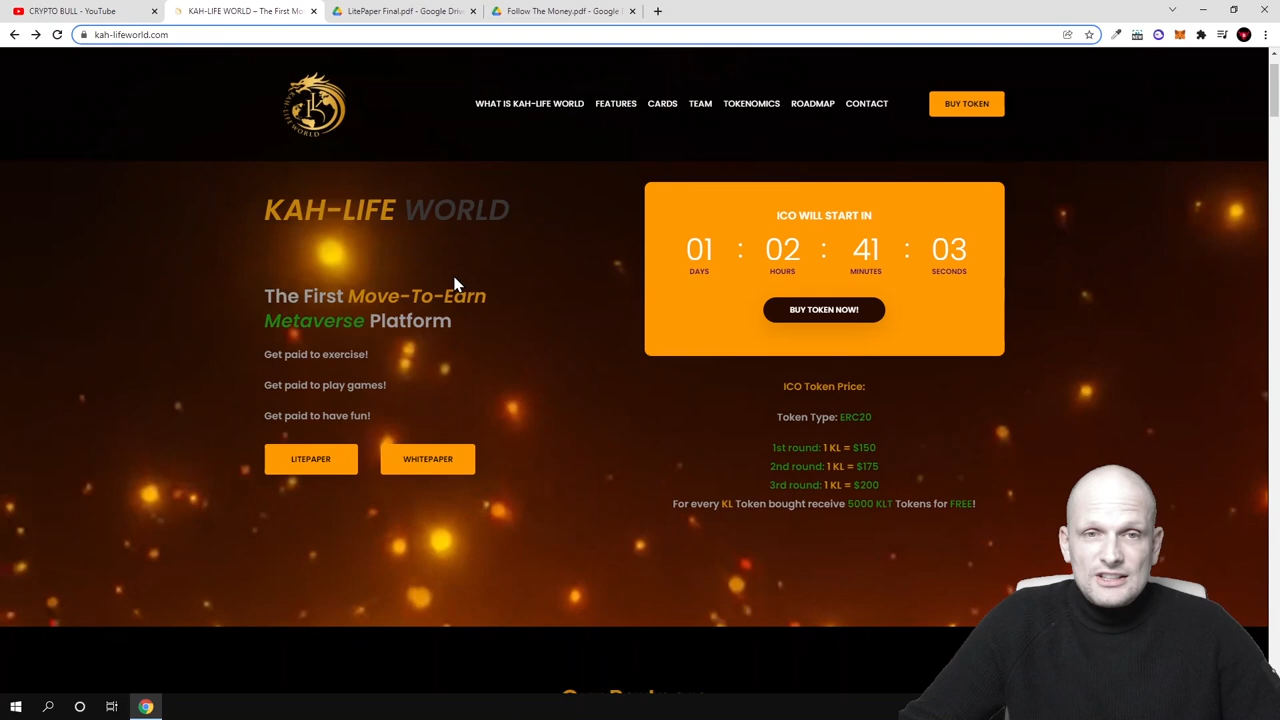 CRYPTO BULL - YouTube
KAH-LIFE WORLD – The First Mo
LitePaper Final.pdf - Google Driv
Follow The Money.pdf - Google
kah-lifeworld.com
KAH-LIFE WORLD
WHAT IS KAH-LIFE WORLD
FEATURES
CARDS
TEAM
TOKENOMICS
ROADMAP
CONTACT
BUY TOKEN
KAH-LIFE WORLD
The First Move-To-Earn
Metaverse Platform
Get paid to exercise!
Get paid to play games!
Get paid to have fun!
LITEPAPER
WHITEPAPER
ICO WILL START IN
01 : 02 : 41 : 03
DAYS HOURS MINUTES SECONDS
BUY TOKEN NOW!
ICO Token Price:
Token Type: ERC20
1st round: 1 KL = $150
2nd round: 1 KL = $175
3rd round: 1 KL = $200
For every KL Token bought receive 5000 KLT Tokens for FREE!